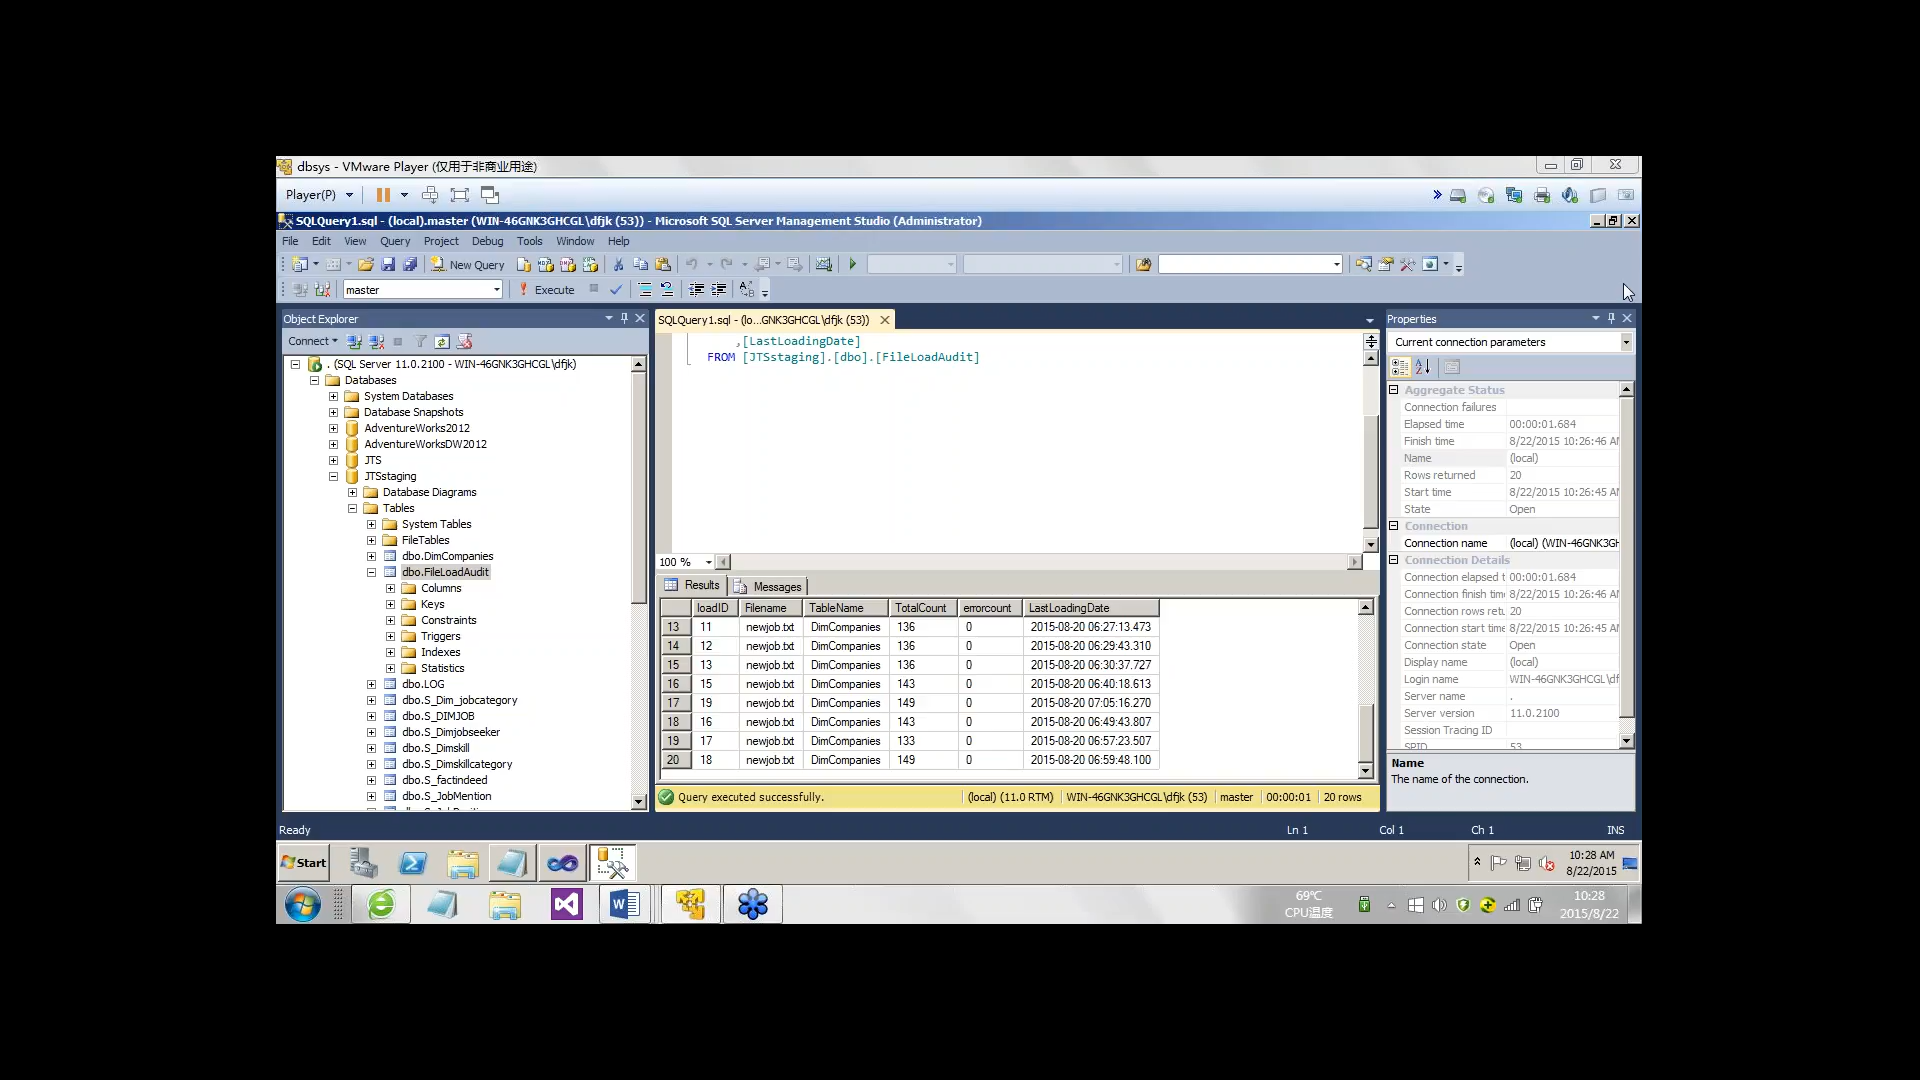 dbsys - VMware Player (仅用于非商业用途)
Player(P)
SQLQuery1.sql - (local).master (WIN-46GNK3GHCGL\dfjk (53)) - Microsoft SQL Server Management Studio (Administrator)
File Edit View Query Project Debug Tools Window Help
New Query
master Execute
Object Explorer
Connect
. (SQL Server 11.0.2100 - WIN-46GNK3GHCGL\dfjk)
Databases
System Databases
Database Snapshots
AdventureWorks2012
AdventureWorksDW2012
JTS
JTSstaging
Database Diagrams
Tables
System Tables
FileTables
dbo.DimCompanies
dbo.FileLoadAudit
Columns
Keys
Constraints
Triggers
Indexes
Statistics
dbo.LOG
dbo.S_Dim_jobcategory
dbo.S_DIMJOB
dbo.S_Dimjobseeker
dbo.S_Dimskill
dbo.S_Dimskillcategory
dbo.S_factindeed
dbo.S_JobMention
SQLQuery1.sql - (lo...GNK3GHCGL\dfjk (53))
,[LastLoadingDate]
FROM [JTSstaging].[dbo].[FileLoadAudit]
100 %
Results Messages
loadID Filename TableName TotalCount errorcount LastLoadingDate
13 11 newjob.txt DimCompanies 136 0 2015-08-20 06:27:13.473
14 12 newjob.txt DimCompanies 136 0 2015-08-20 06:29:43.310
15 13 newjob.txt DimCompanies 136 0 2015-08-20 06:30:37.727
16 15 newjob.txt DimCompanies 143 0 2015-08-20 06:40:18.613
17 19 newjob.txt DimCompanies 149 0 2015-08-20 07:05:16.270
18 16 newjob.txt DimCompanies 143 0 2015-08-20 06:49:43.807
19 17 newjob.txt DimCompanies 133 0 2015-08-20 06:57:23.507
20 18 newjob.txt DimCompanies 149 0 2015-08-20 06:59:48.100
Query executed successfully. (local) (11.0 RTM) WIN-46GNK3GHCGL\dfjk (53) master 00:00:01 20 rows
Properties
Current connection parameters
Aggregate Status
Connection failures
Elapsed time 00:00:01.684
Finish time 8/22/2015 10:26:46 AM
Name (local)
Rows returned 20
Start time 8/22/2015 10:26:45 AM
State Open
Connection
Connection name (local) (WIN-46GNK3GH
Connection Details
Connection elapsed t 00:00:01.684
Connection finish time 8/22/2015 10:26:46 AM
Connection rows retu 20
Connection start time 8/22/2015 10:26:45 AM
Connection state Open
Display name (local)
Login name WIN-46GNK3GHCGL\df
Server name .
Server version 11.0.2100
Session Tracing ID
SPID 53
Name
The name of the connection.
Ready Ln 1 Col 1 Ch 1 INS
Start
10:28 AM
8/22/2015
69℃
CPU温度
10:28
2015/8/22